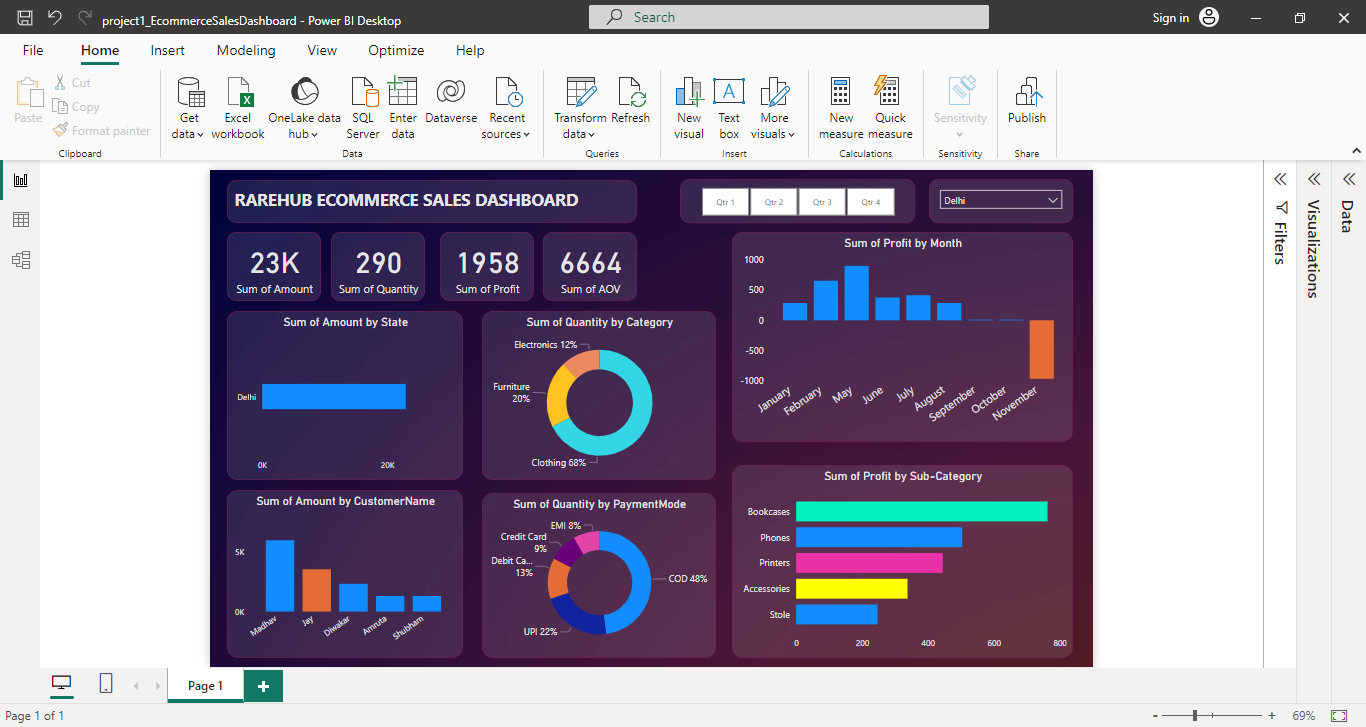 project1_EcommerceSalesDashboard - Power BI Desktop
Search
Sign in
File Home Insert Modeling View Optimize Help
Paste
Cut
Copy
Format painter
Clipboard
Get data
Excel workbook
OneLake data hub
SQL Server
Enter data
Dataverse
Recent sources
Data
Transform data
Refresh
Queries
New visual
Text box
More visuals
Insert
New measure
Quick measure
Calculations
Sensitivity
Sensitivity
Publish
Share
RAREHUB ECOMMERCE SALES DASHBOARD
Qtr 1 Qtr 2 Qtr 3 Qtr 4
Delhi
23K
Sum of Amount
290
Sum of Quantity
1958
Sum of Profit
6664
Sum of AOV
Sum of Profit by Month
1000
500
0
-500
-1000
January February May June July August September October November
Sum of Amount by State
Delhi
0K 20K
Sum of Quantity by Category
Electronics 12%
Furniture
20%
Clothing 68%
Sum of Amount by CustomerName
5K
0K
Madhav Jay Diwakar Amruta Shubham
Sum of Quantity by PaymentMode
EMI 8%
Credit Card
9%
Debit Ca...
13%
COD 48%
UPI 22%
Sum of Profit by Sub-Category
Bookcases
Phones
Printers
Accessories
Stole
0 200 400 600 800
Filters
Visualizations
Data
Page 1
+
Page 1 of 1
- + 69%